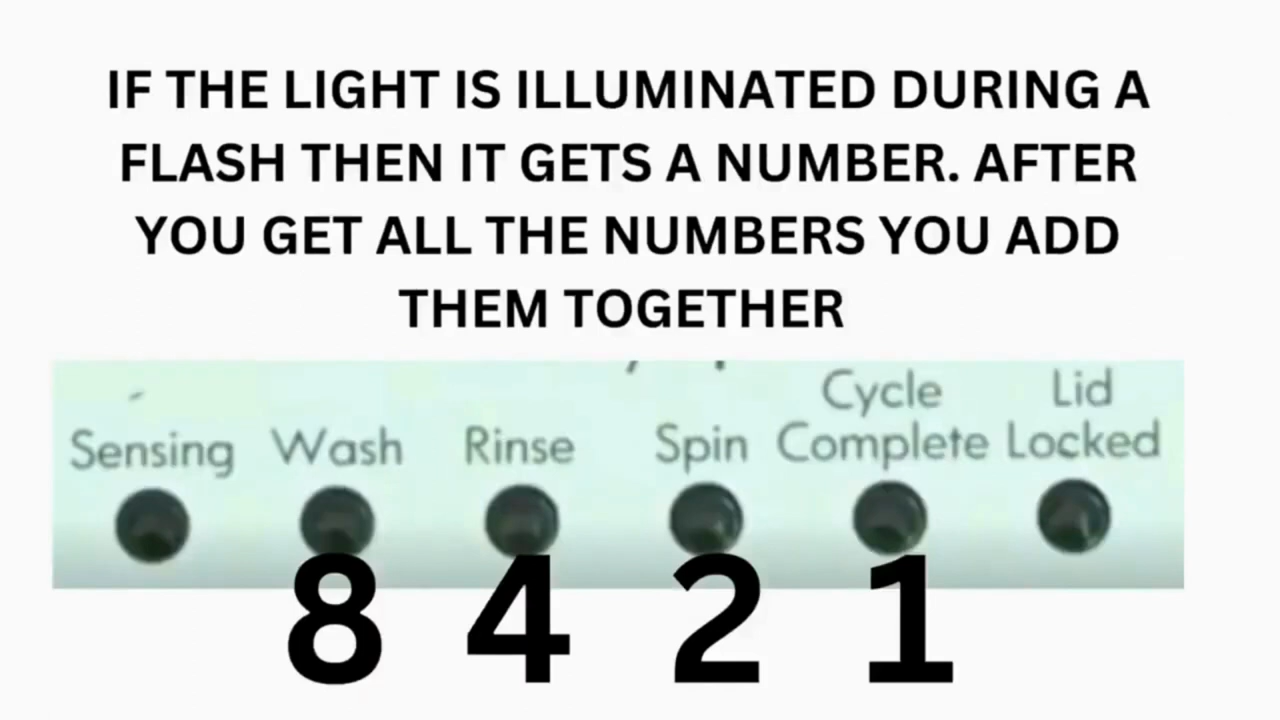 IF THE LIGHT IS ILLUMINATED DURING A
FLASH THEN IT GETS A NUMBER. AFTER
YOU GET ALL THE NUMBERS YOU ADD
THEM TOGETHER
Sensing Wash Rinse Spin Cycle Complete Lid Locked
8 4 2 1